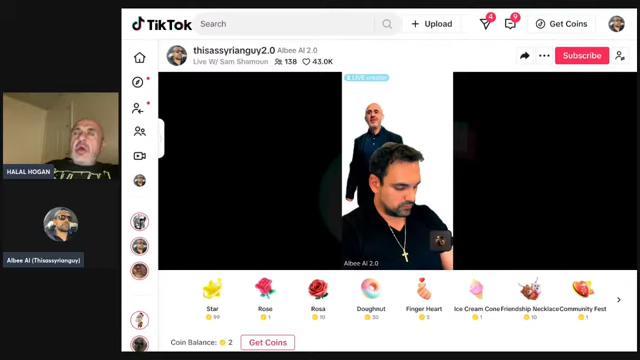 TikTok
Search
+ Upload
4
9
Get Coins
thisassyrianguy2.0 Albee AI 2.0
Live W/ Sam Shamoun 138 43.0K
Subscribe
LIVE creator
HALAL HOGAN
Albee AI (Thisassyrianguy)
Albee AI 2.0
Star
99
Rose
1
Rosa
10
Doughnut
30
Finger Heart
5
Ice Cream Cone
1
Friendship Necklace
10
Community Fest
1
Coin Balance: 2
Get Coins